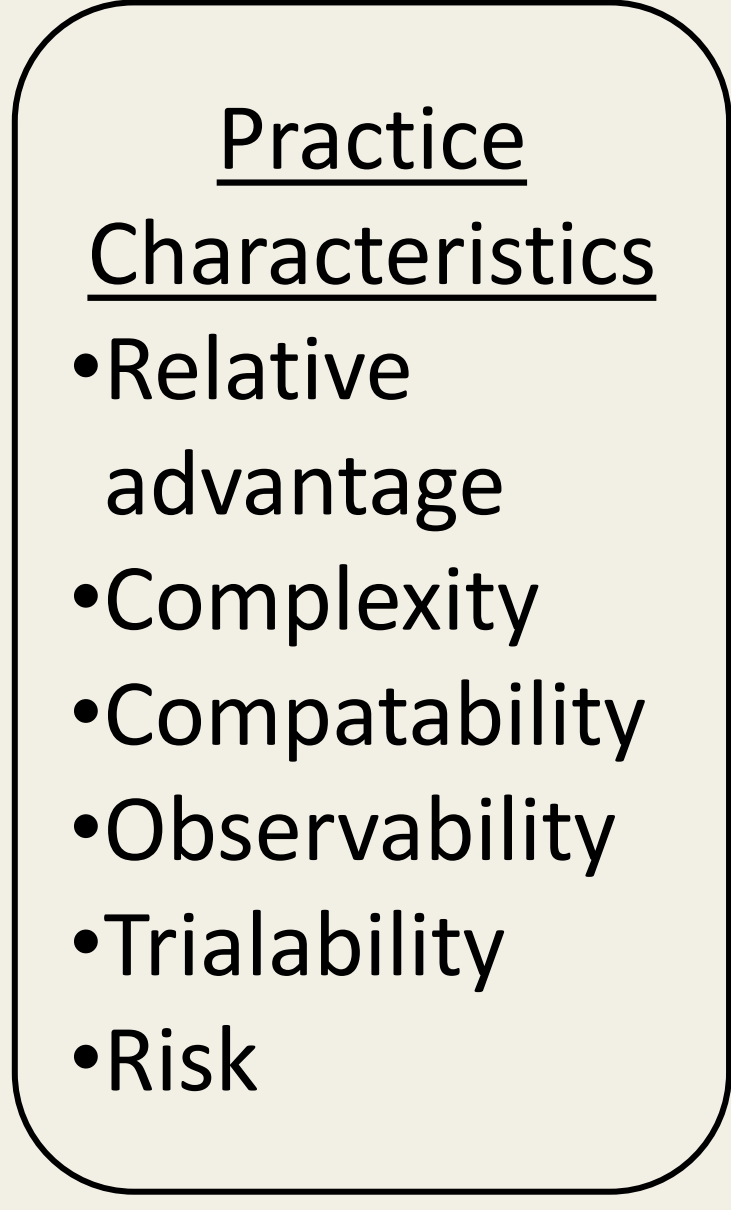 Practice
Characteristics
•Relative
advantage
•Complexity
•Compatability
•Observability
•Trialability
•Risk